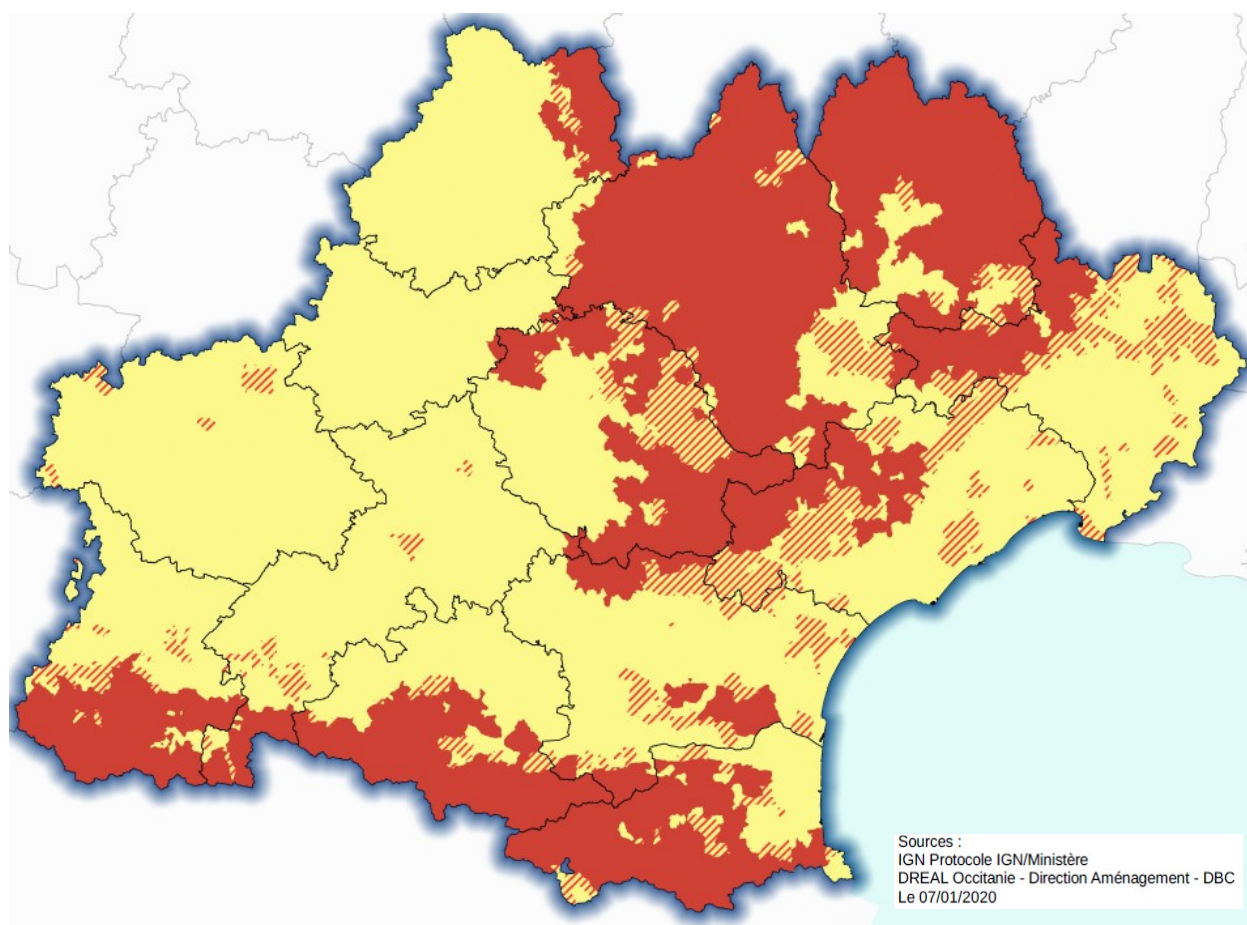 Sources :
IGN Protocole IGN/Ministère
DREAL Occitanie - Direction Aménagement - DBC
Le 07/01/2020